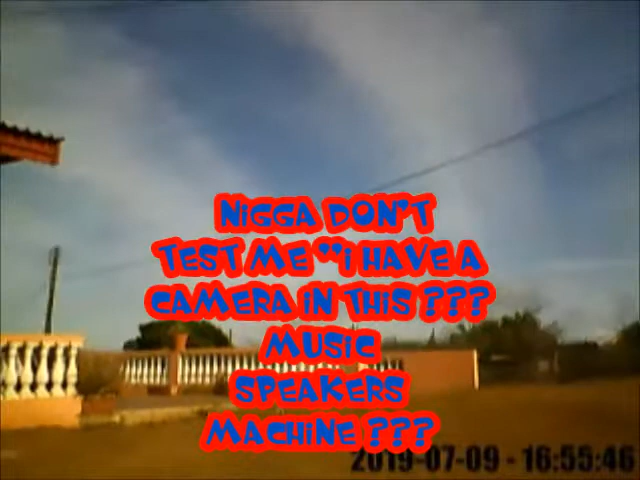 NIGGA DON'T
TEST ME "I HAVE A
CAMERA IN THIS ???
MUSIC
SPEAKERS
MACHINE ???
2019-07-09 - 16:55:46